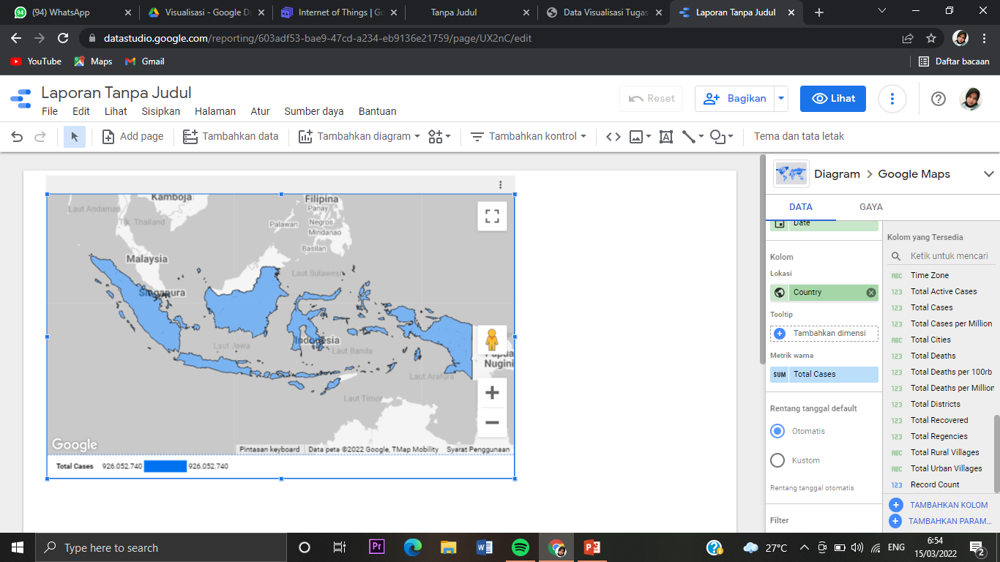 (94) WhatsApp
Visualisasi - Google Dr
Internet of Things | Go
Tanpa Judul
Data Visualisasi Tugas
Laporan Tanpa Judul
datastudio.google.com/reporting/603adf53-bae9-47cd-a234-eb9136e21759/page/UX2nC/edit
YouTube
Maps
Gmail
Daftar bacaan
Laporan Tanpa Judul
Reset
Bagikan
Lihat
File Edit Lihat Sisipkan Halaman Atur Sumber daya Bantuan
Add page
Tambahkan data
Tambahkan diagram
Tambahkan kontrol
Tema dan tata letak
Kamboja
Filipina
Laut Andaman
Panay
Tlk. Thailand
Palawan
Negros
Mindanao
Basilan
Malaysia
Laut Sulawesi
Singapura
Indonesia
Laut Jawa
Laut Banda
Papua
Nugini
Laut Arafura
Laut Timor
Google
Pintasan keyboard
Data peta ©2022 Google, TMap Mobility
Syarat Penggunaan
Total Cases 926.052.740 926.052.740
Diagram > Google Maps
DATA
GAYA
Date
Kolom
Lokasi
Country
Tooltip
Tambahkan dimensi
Metrik warna
SUM Total Cases
Rentang tanggal default
Otomatis
Kustom
Rentang tanggal otomatis
Filter
Kolom yang Tersedia
Ketik untuk mencari
ABC Time Zone
123 Total Active Cases
123 Total Cases
123 Total Cases per Million
ABC Total Cities
123 Total Deaths
123 Total Deaths per 100rb
123 Total Deaths per Million
123 Total Districts
123 Total Recovered
123 Total Regencies
ABC Total Rural Villages
ABC Total Urban Villages
123 Record Count
TAMBAHKAN KOLOM
TAMBAHKAN PARAM...
Type here to search
Pr
27°C
ENG
6:54
15/03/2022
2